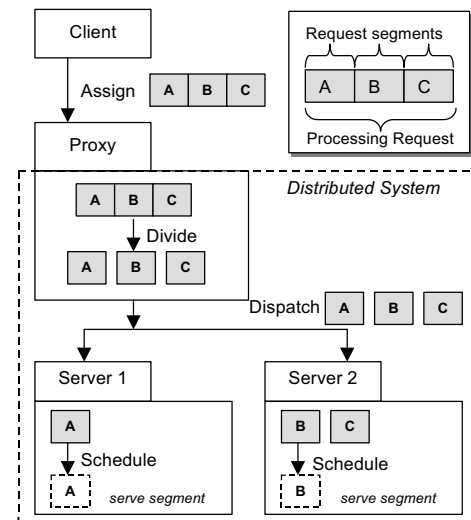 Client
Assign
A B C
Request segments
A B C
Processing Request
Proxy
Distributed System
A B C
Divide
A B C
Dispatch
A B C
Server 1
A
Schedule
A
serve segment
Server 2
B C
Schedule
B
serve segment